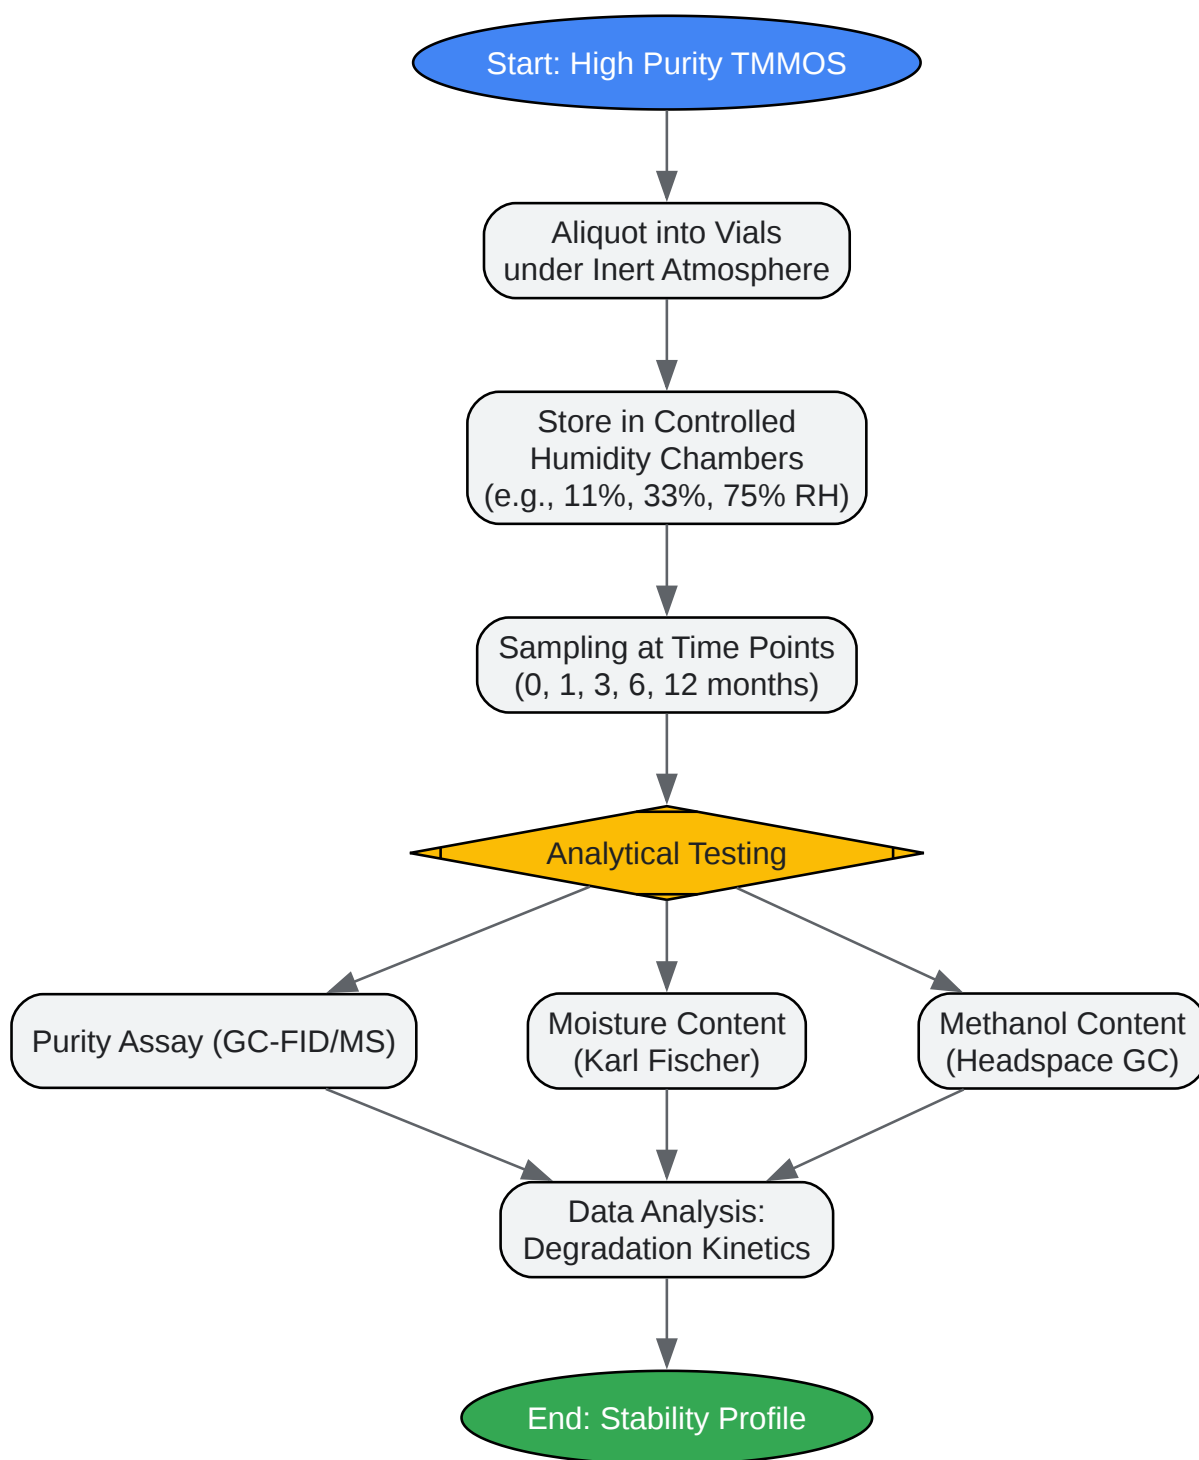 Start: High Purity TMMOS
Aliquot into Vials
under Inert Atmosphere
Store in Controlled
Humidity Chambers
(e.g., 11%, 33%, 75% RH)
Sampling at Time Points
(0, 1, 3, 6, 12 months)
Analytical Testing
Purity Assay (GC-FID/MS)
Moisture Content
(Karl Fischer)
Methanol Content
(Headspace GC)
Data Analysis:
Degradation Kinetics
End: Stability Profile